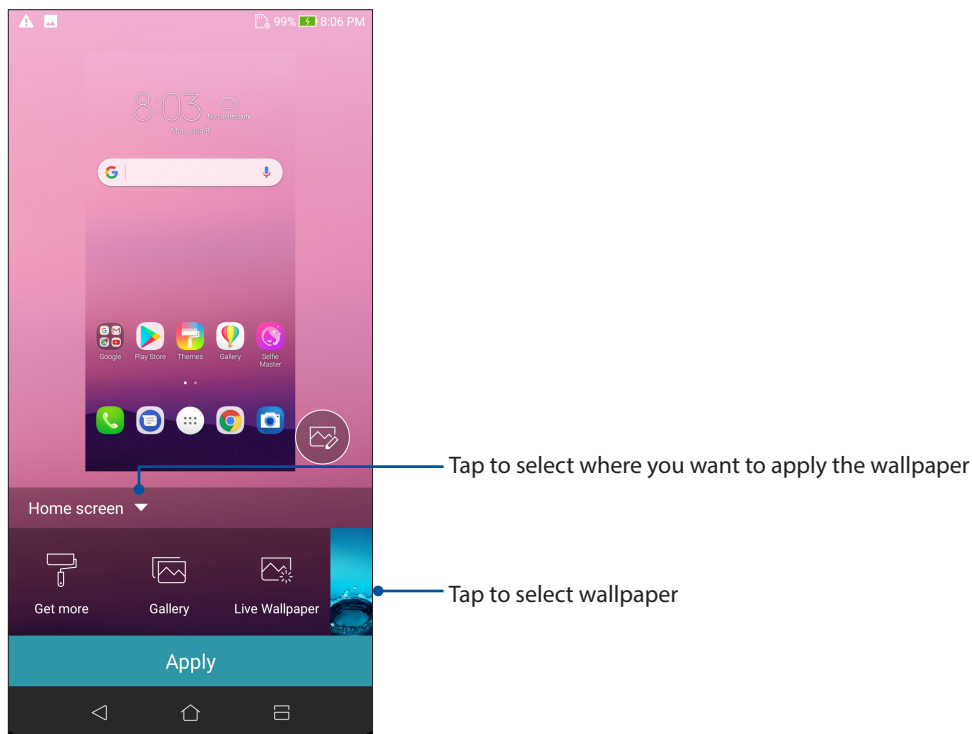 99% 8:06 PM
8:03
No connection
Mon, Jan 8
G
Google Play Store Themes Gallery Selfie Master
Tap to select where you want to apply the wallpaper
Home screen
Get more Gallery Live Wallpaper
Tap to select wallpaper
Apply